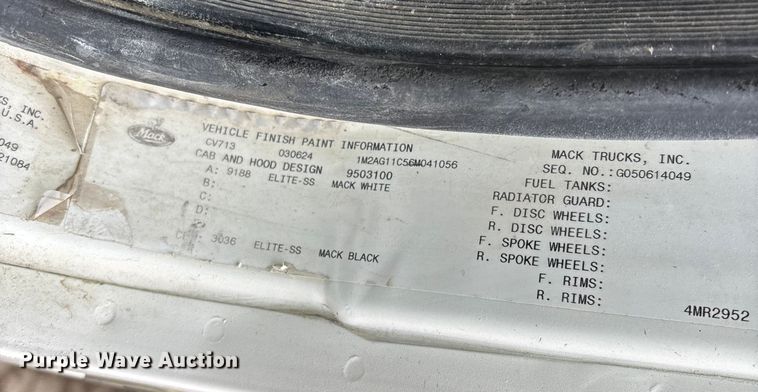 S, INC.
U.S.A.
049
21084
Mack
VEHICLE FINISH PAINT INFORMATION
CV713 030624 1M2AG11C56M041056
CAB AND HOOD DESIGN 9503100
A: 9188 ELITE-SS MACK WHITE
B:
C:
D:
3036 ELITE-SS MACK BLACK
MACK TRUCKS, INC.
SEQ. NO.:G050614049
FUEL TANKS:
RADIATOR GUARD:
F. DISC WHEELS:
R. DISC WHEELS:
F. SPOKE WHEELS:
R. SPOKE WHEELS:
F. RIMS:
R. RIMS:
4MR2952
Purple Wave Auction